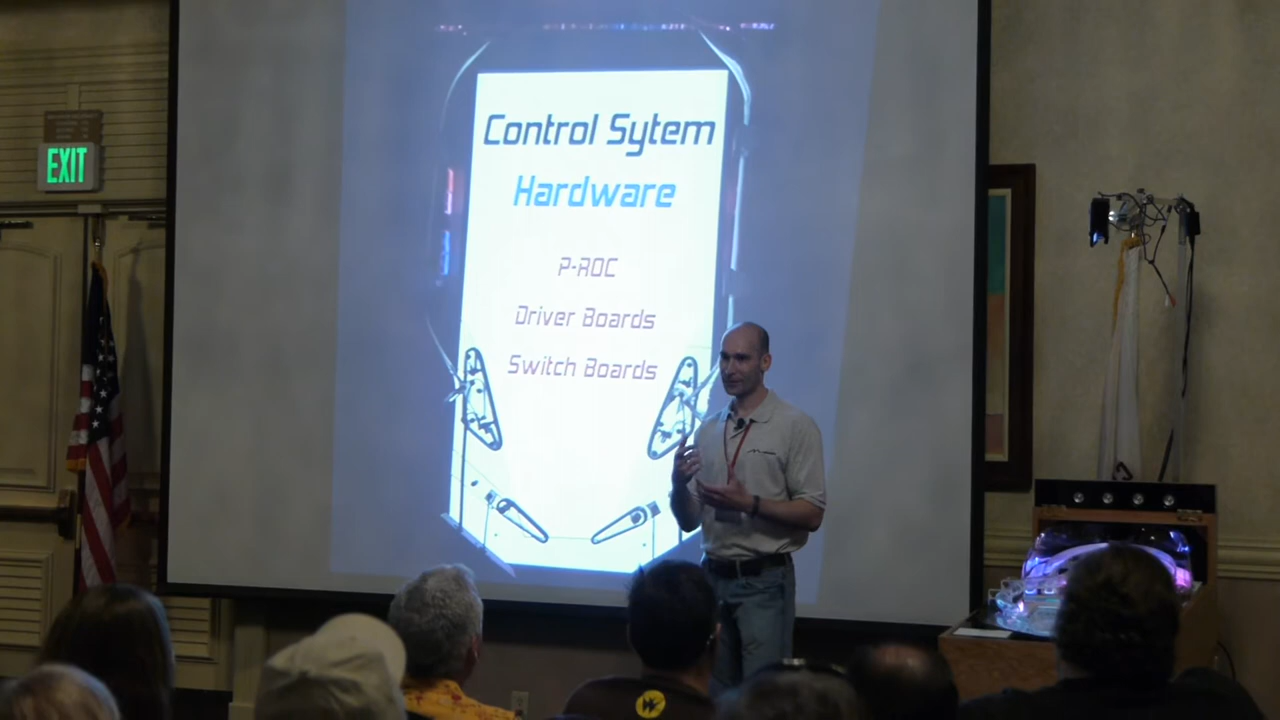 EXIT
Control Sytem
Hardware
P-ROC
Driver Boards
Switch Boards